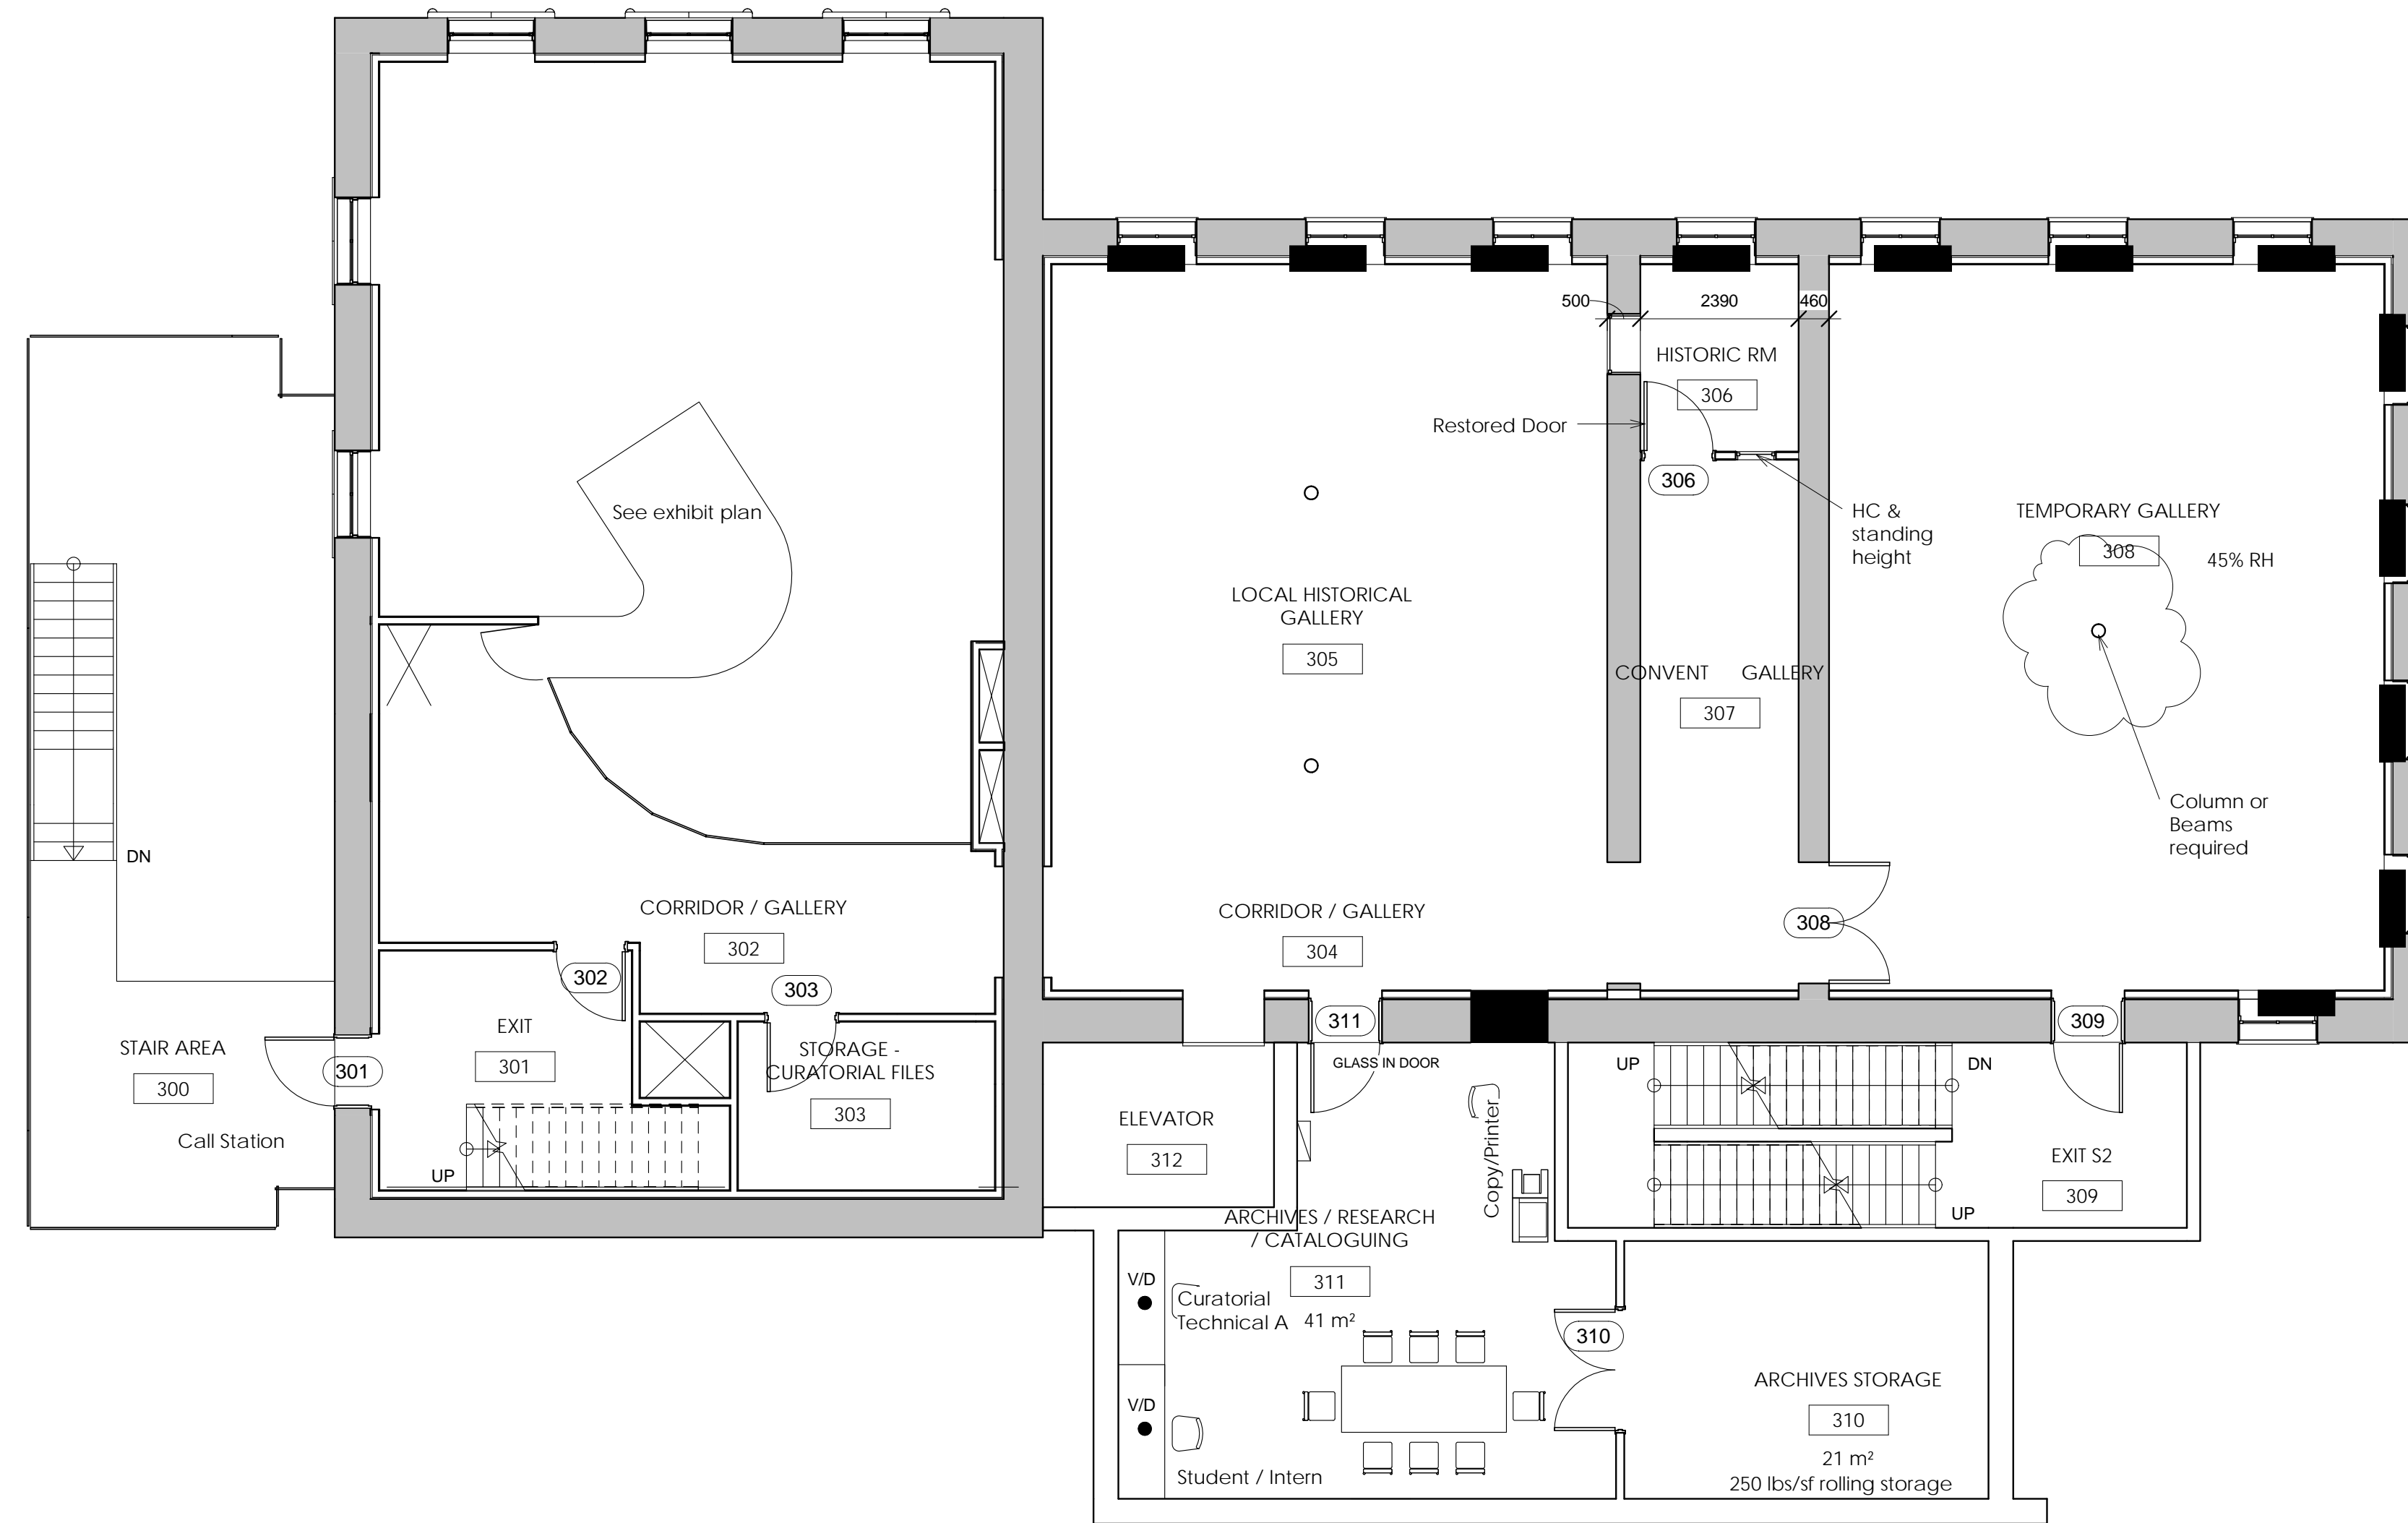 500
2390
460
HISTORIC RM
306
Restored Door
306
See exhibit plan
HC &
standing
height
TEMPORARY GALLERY
308
45% RH
LOCAL HISTORICAL
GALLERY
305
CONVENT GALLERY
307
Column or
Beams
required
DN
CORRIDOR / GALLERY
302
CORRIDOR / GALLERY
304
308
302
303
EXIT
301
STORAGE -
CURATORIAL FILES
303
STAIR AREA
300
301
Call Station
UP
311
GLASS IN DOOR
309
UP
DN
ELEVATOR
312
Copy/Printer
EXIT S2
309
UP
ARCHIVES / RESEARCH
/ CATALOGUING
311
41 m²
V/D
Curatorial
Technical A
310
V/D
Student / Intern
ARCHIVES STORAGE
310
21 m²
250 lbs/sf rolling storage